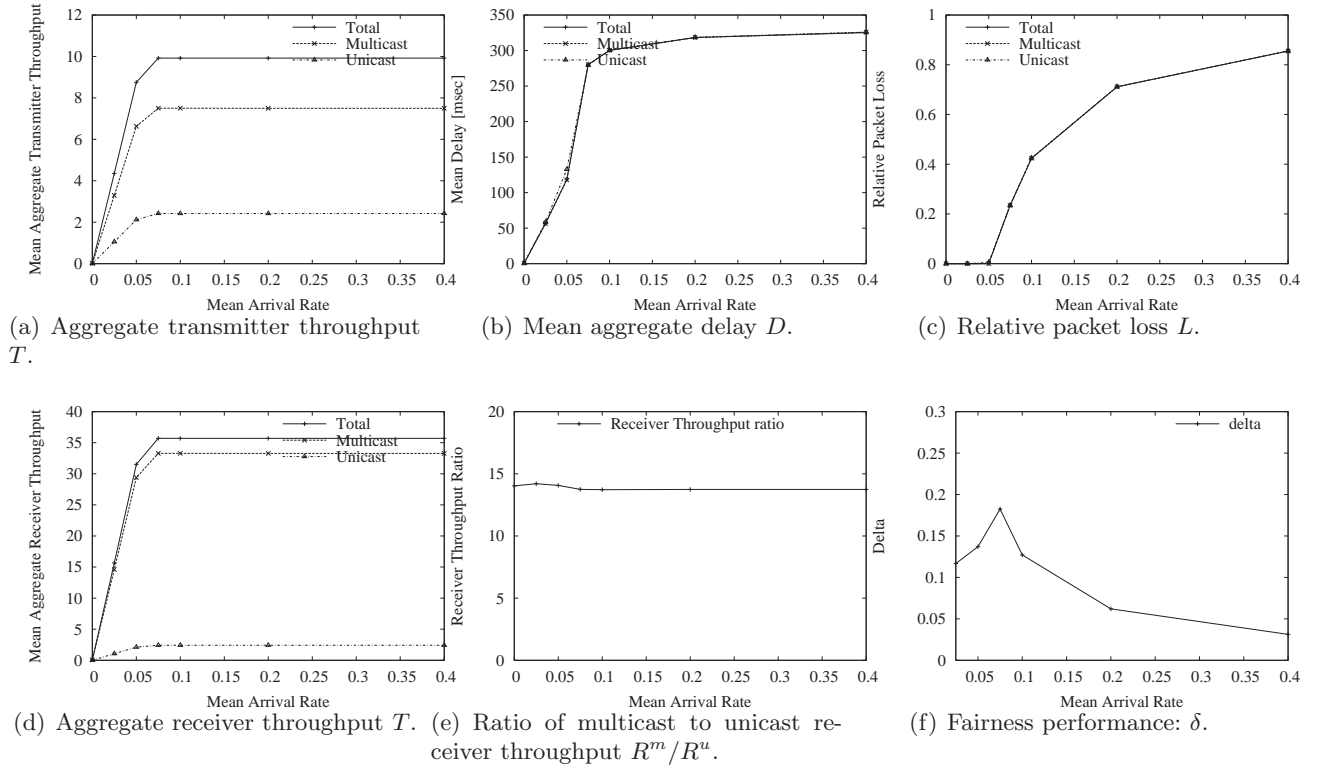 Mean Aggregate Transmitter Throughput
12
10
8
6
4
2
0
Total
Multicast
Unicast
0 0.05 0.1 0.15 0.2 0.25 0.3 0.35 0.4
Mean Arrival Rate
(a) Aggregate transmitter throughput
T.
Mean Delay [msec]
350
300
250
200
150
100
50
0
Total
Multicast
Unicast
0 0.05 0.1 0.15 0.2 0.25 0.3 0.35 0.4
Mean Arrival Rate
(b) Mean aggregate delay D.
Relative Packet Loss
1
0.8
0.6
0.4
0.2
0
Total
Multicast
Unicast
0 0.05 0.1 0.15 0.2 0.25 0.3 0.35 0.4
Mean Arrival Rate
(c) Relative packet loss L.
Mean Aggregate Receiver Throughput
40
35
30
25
20
15
10
5
0
Total
Multicast
Unicast
0 0.05 0.1 0.15 0.2 0.25 0.3 0.35 0.4
Mean Arrival Rate
(d) Aggregate receiver throughput T.
Receiver Throughput Ratio
20
15
10
5
0
Receiver Throughput ratio
0 0.05 0.1 0.15 0.2 0.25 0.3 0.35 0.4
Mean Arrival Rate
(e) Ratio of multicast to unicast re-
ceiver throughput R^m/R^u.
Delta
0.3
0.25
0.2
0.15
0.1
0.05
0
delta
0.05 0.1 0.15 0.2 0.25 0.3 0.35 0.4
Mean Arrival Rate
(f) Fairness performance: δ.